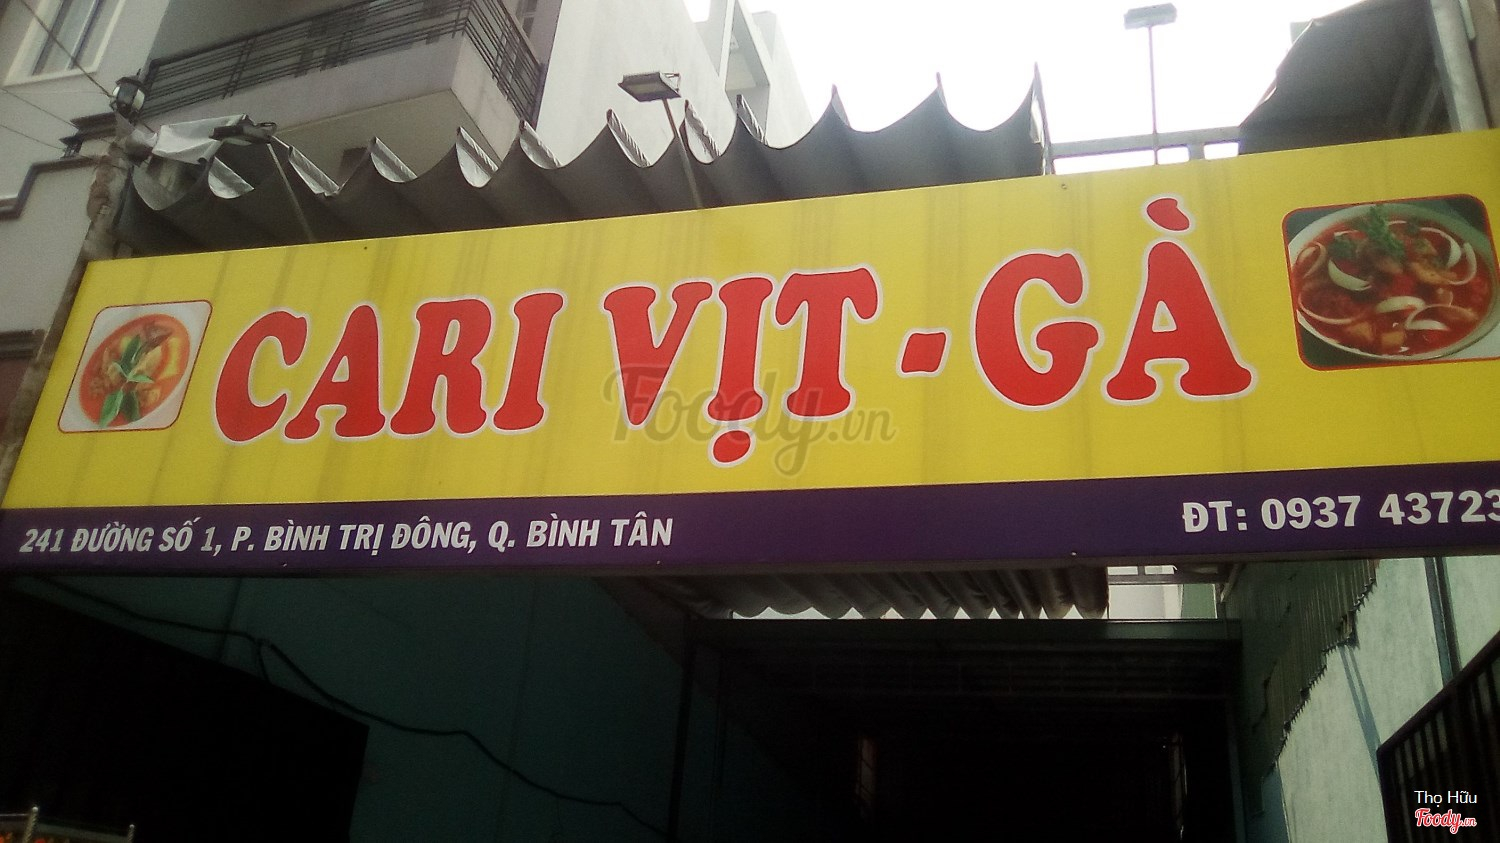 CARI VỊT - GÀ
241 ĐƯỜNG SỐ 1, P. BÌNH TRỊ ĐÔNG, Q. BÌNH TÂN
ĐT: 0937 43723
Foody.vn
Thọ Hữu
Foody.vn